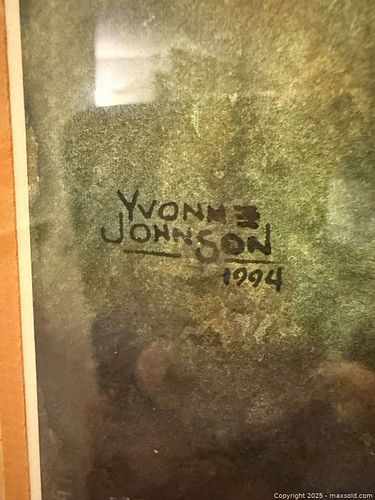 YVONNE
JOHNSON
1994
Copyright 2025 - maxsold.com